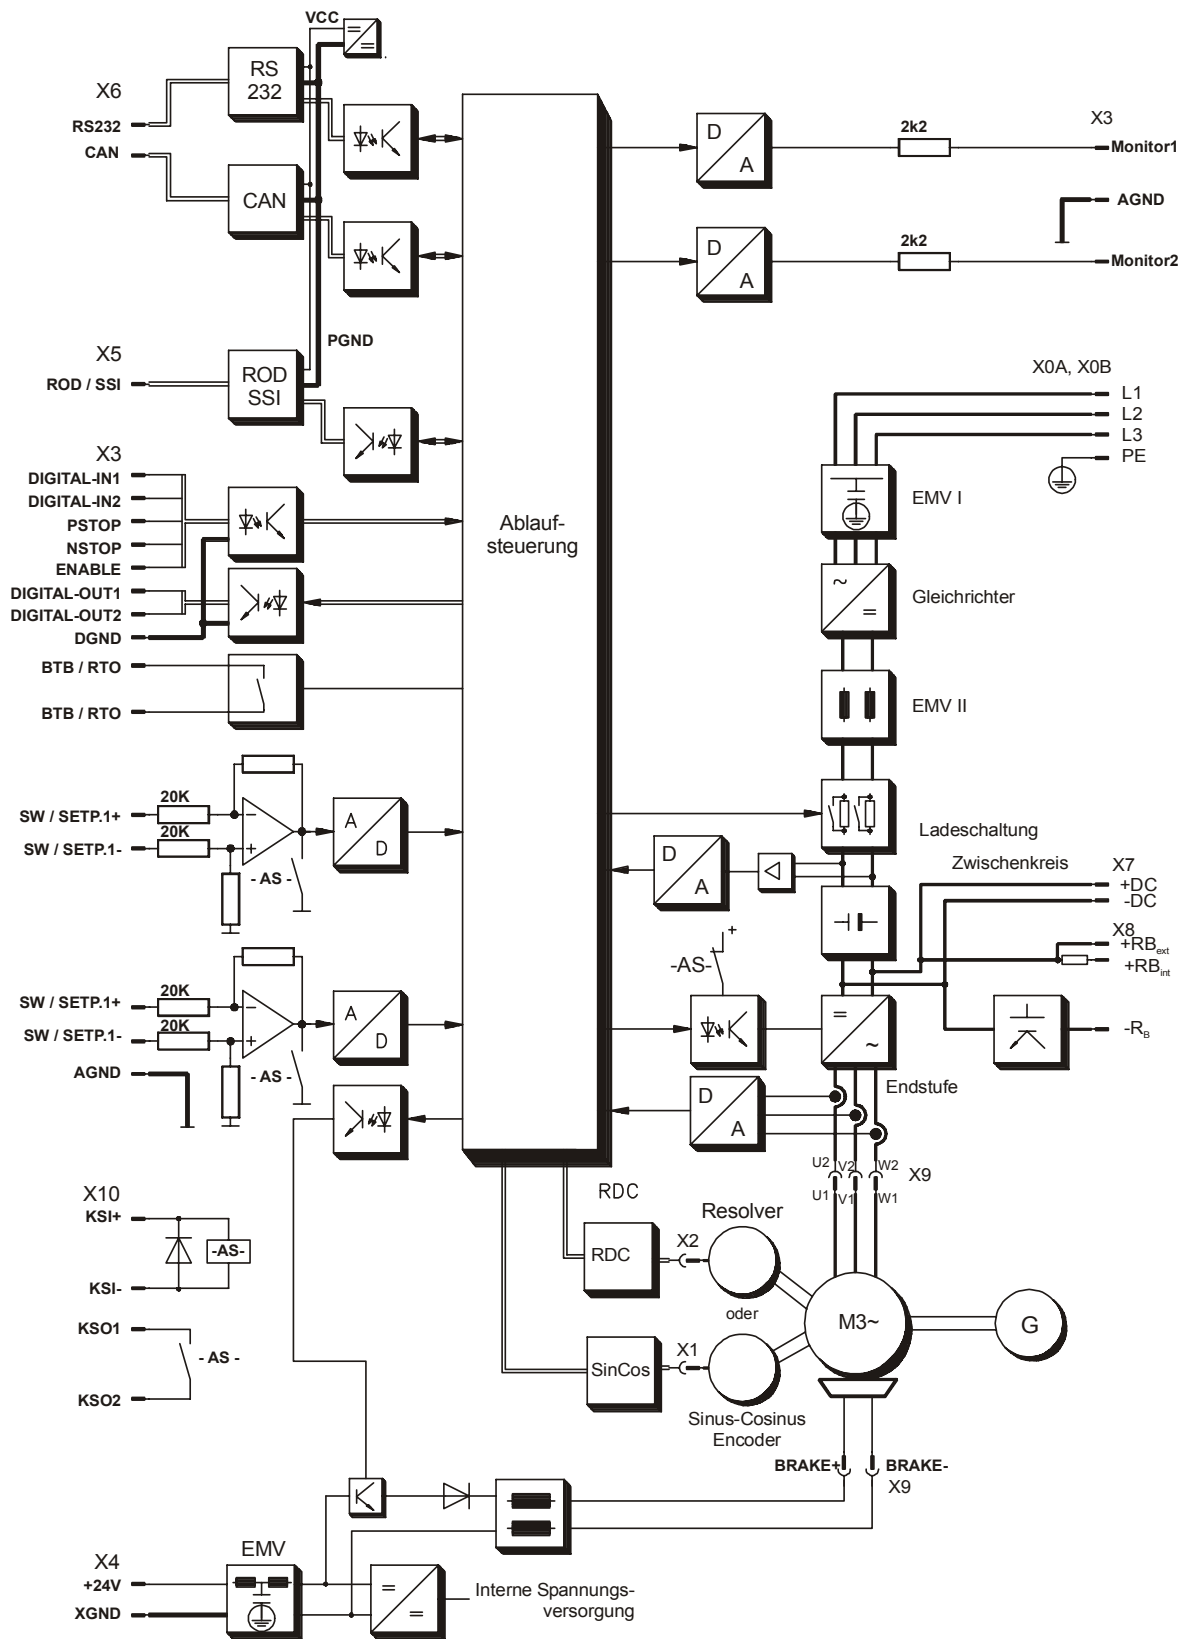 VCC
X6
RS232
CAN
RS
232
CAN
PGND
X5
ROD / SSI
ROD
SSI
X3
DIGITAL-IN1
DIGITAL-IN2
PSTOP
NSTOP
ENABLE
DIGITAL-OUT1
DIGITAL-OUT2
DGND
BTB / RTO
BTB / RTO
SW / SETP.1+
20K
SW / SETP.1-
20K
- AS -
A
D
SW / SETP.1+
20K
SW / SETP.1-
20K
- AS -
A
D
AGND
X10
KSI+
-AS-
KSI-
KSO1
- AS -
KSO2
X4
+24V
XGND
EMV
Interne Spannungs-
versorgung
Ablauf-
steuerung
D
A
2k2
X3
Monitor1
AGND
D
A
2k2
Monitor2
X0A, X0B
L1
L2
L3
PE
EMV I
Gleichrichter
EMV II
Ladeschaltung
D
A
Zwischenkreis
X7
+DC
-DC
X8
+RBext
+RBint
+
-AS-
-RB
Endstufe
D
A
U2
V2
W2
X9
U1
V1
W1
RDC
RDC
X2
Resolver
oder
M3~
G
SinCos
X1
Sinus-Cosinus
Encoder
BRAKE+
BRAKE-
X9